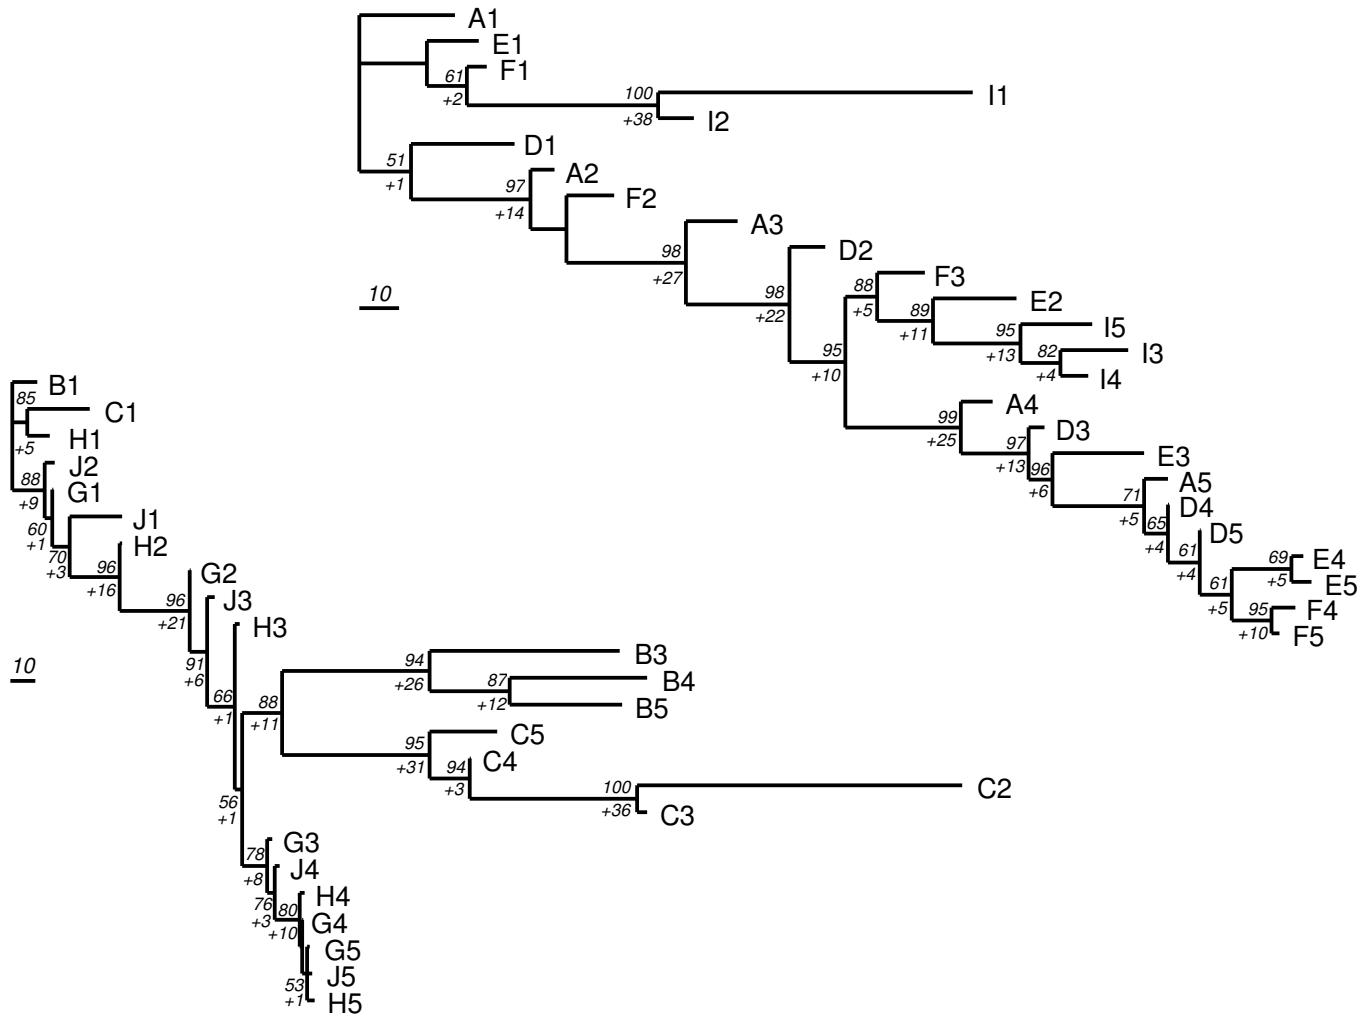 A1
E1
F1
61
+2
100
+38
I1
I2
D1
51
+1
A2
97
+14
F2
A3
98
+27
D2
98
+22
F3
88
+5
E2
89
+11
I5
95
+13
I3
82
+4
I4
95
+10
10
A4
99
+25
D3
97
+13
E3
96
+6
A5
71
+5
D4
65
+4
D5
61
+4
E4
69
+5
E5
61
+5
F4
95
+10
F5
B1
85
C1
H1
+5
J2
88
+9
G1
60
+1
J1
70
+3
H2
96
+16
G2
96
+21
J3
91
+6
H3
66
+1
10
B3
94
+26
B4
87
+12
B5
88
+11
C5
95
+31
C4
94
+3
C2
100
+36
C3
56
+1
G3
78
+8
J4
76
+3
H4
80
+10
G4
G5
J5
53
+1
H5